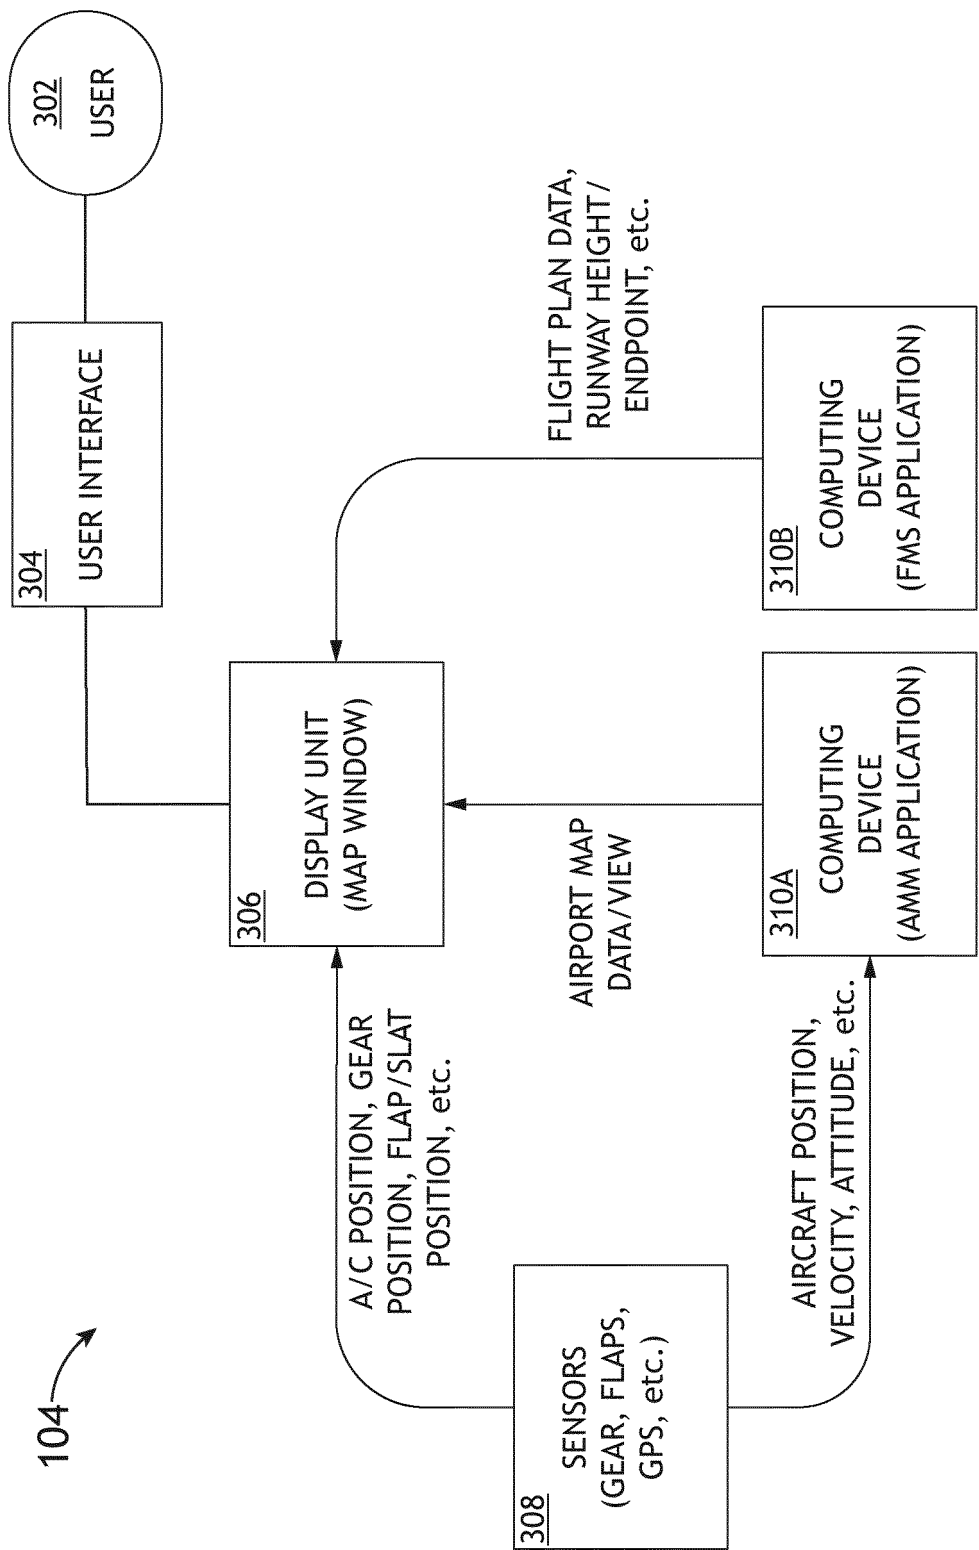 104
302
USER
304
USER INTERFACE
306
DISPLAY UNIT
(MAP WINDOW)
A/C POSITION, GEAR
POSITION, FLAP/SLAT
POSITION, etc.
FLIGHT PLAN DATA,
RUNWAY HEIGHT/
ENDPOINT, etc.
AIRPORT MAP
DATA/VIEW
308
SENSORS
(GEAR, FLAPS,
GPS, etc.)
AIRCRAFT POSITION,
VELOCITY, ATTITUDE, etc.
310A
COMPUTING
DEVICE
(AMM APPLICATION)
310B
COMPUTING
DEVICE
(FMS APPLICATION)